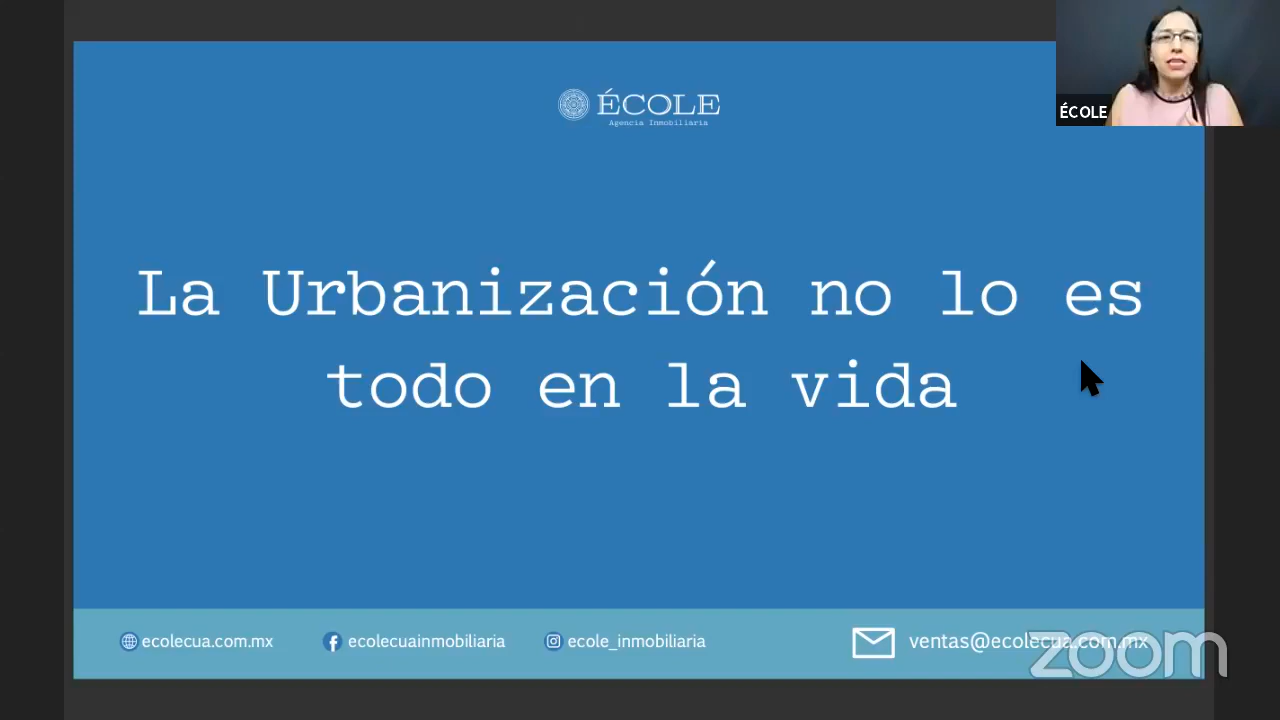 ÉCOLE
Agencia Inmobiliaria
ÉCOLE
La Urbanización no lo es
todo en la vida
ecolecua.com.mx
ecolecuainmobiliaria
ecole_inmobiliaria
ventas@ecolecua.com.mx
zoom